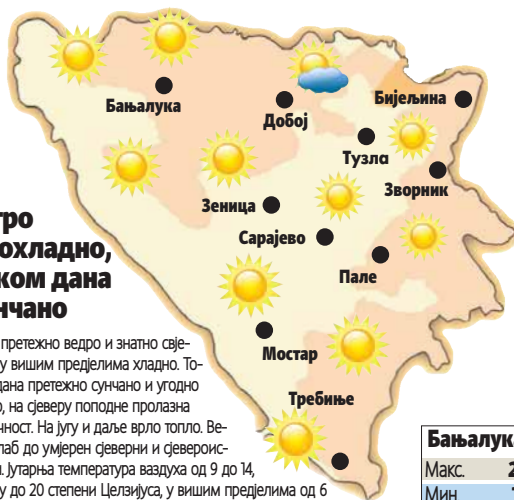 Бањалука
Добој
Бијељина
Тузла
Зворник
Зеница
Сарајево
Пале
Мостар
Требиње
тро
охладно,
ком дана
нчано
претежно ведро и знатно свје-
у вишим предјелима хладно. То-
дана претежно сунчано и угодно
о, на сјеверу поподне пролазна
чност. На југу и даље врло топло. Ве-
лаб до умјерен сјеверни и сјевероис-
и. Јутарња температура ваздуха од 9 до 14,
у до 20 степени Целзијуса, у вишим предјелима од 6
Бањалука
Макс. 2
Мин